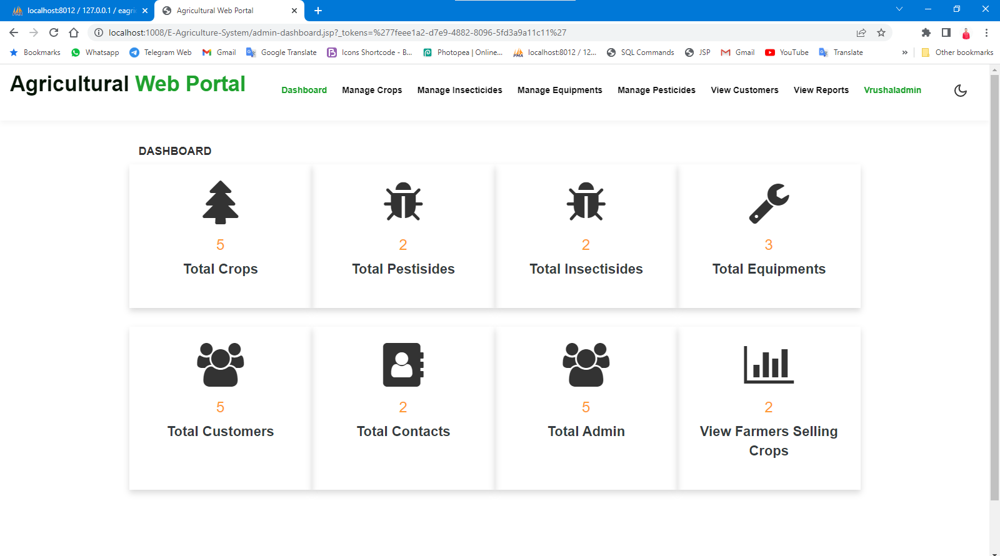 localhost:8012 / 127.0.0.1 / eagri
Agricultural Web Portal
localhost:1008/E-Agriculture-System/admin-dashboard.jsp?_tokens=%277feee1a2-d7e9-4882-8096-5fd3a9a11c11%27
Bookmarks Whatsapp Telegram Web Gmail Google Translate Icons Shortcode - B... Photopea | Online... localhost:8012 / 12... SQL Commands JSP Gmail YouTube Translate » Other bookmarks
Agricultural Web Portal
Dashboard Manage Crops Manage Insecticides Manage Equipments Manage Pesticides View Customers View Reports Vrushaladmin
DASHBOARD
5
Total Crops
2
Total Pestisides
2
Total Insectisides
3
Total Equipments
5
Total Customers
2
Total Contacts
5
Total Admin
2
View Farmers Selling
Crops